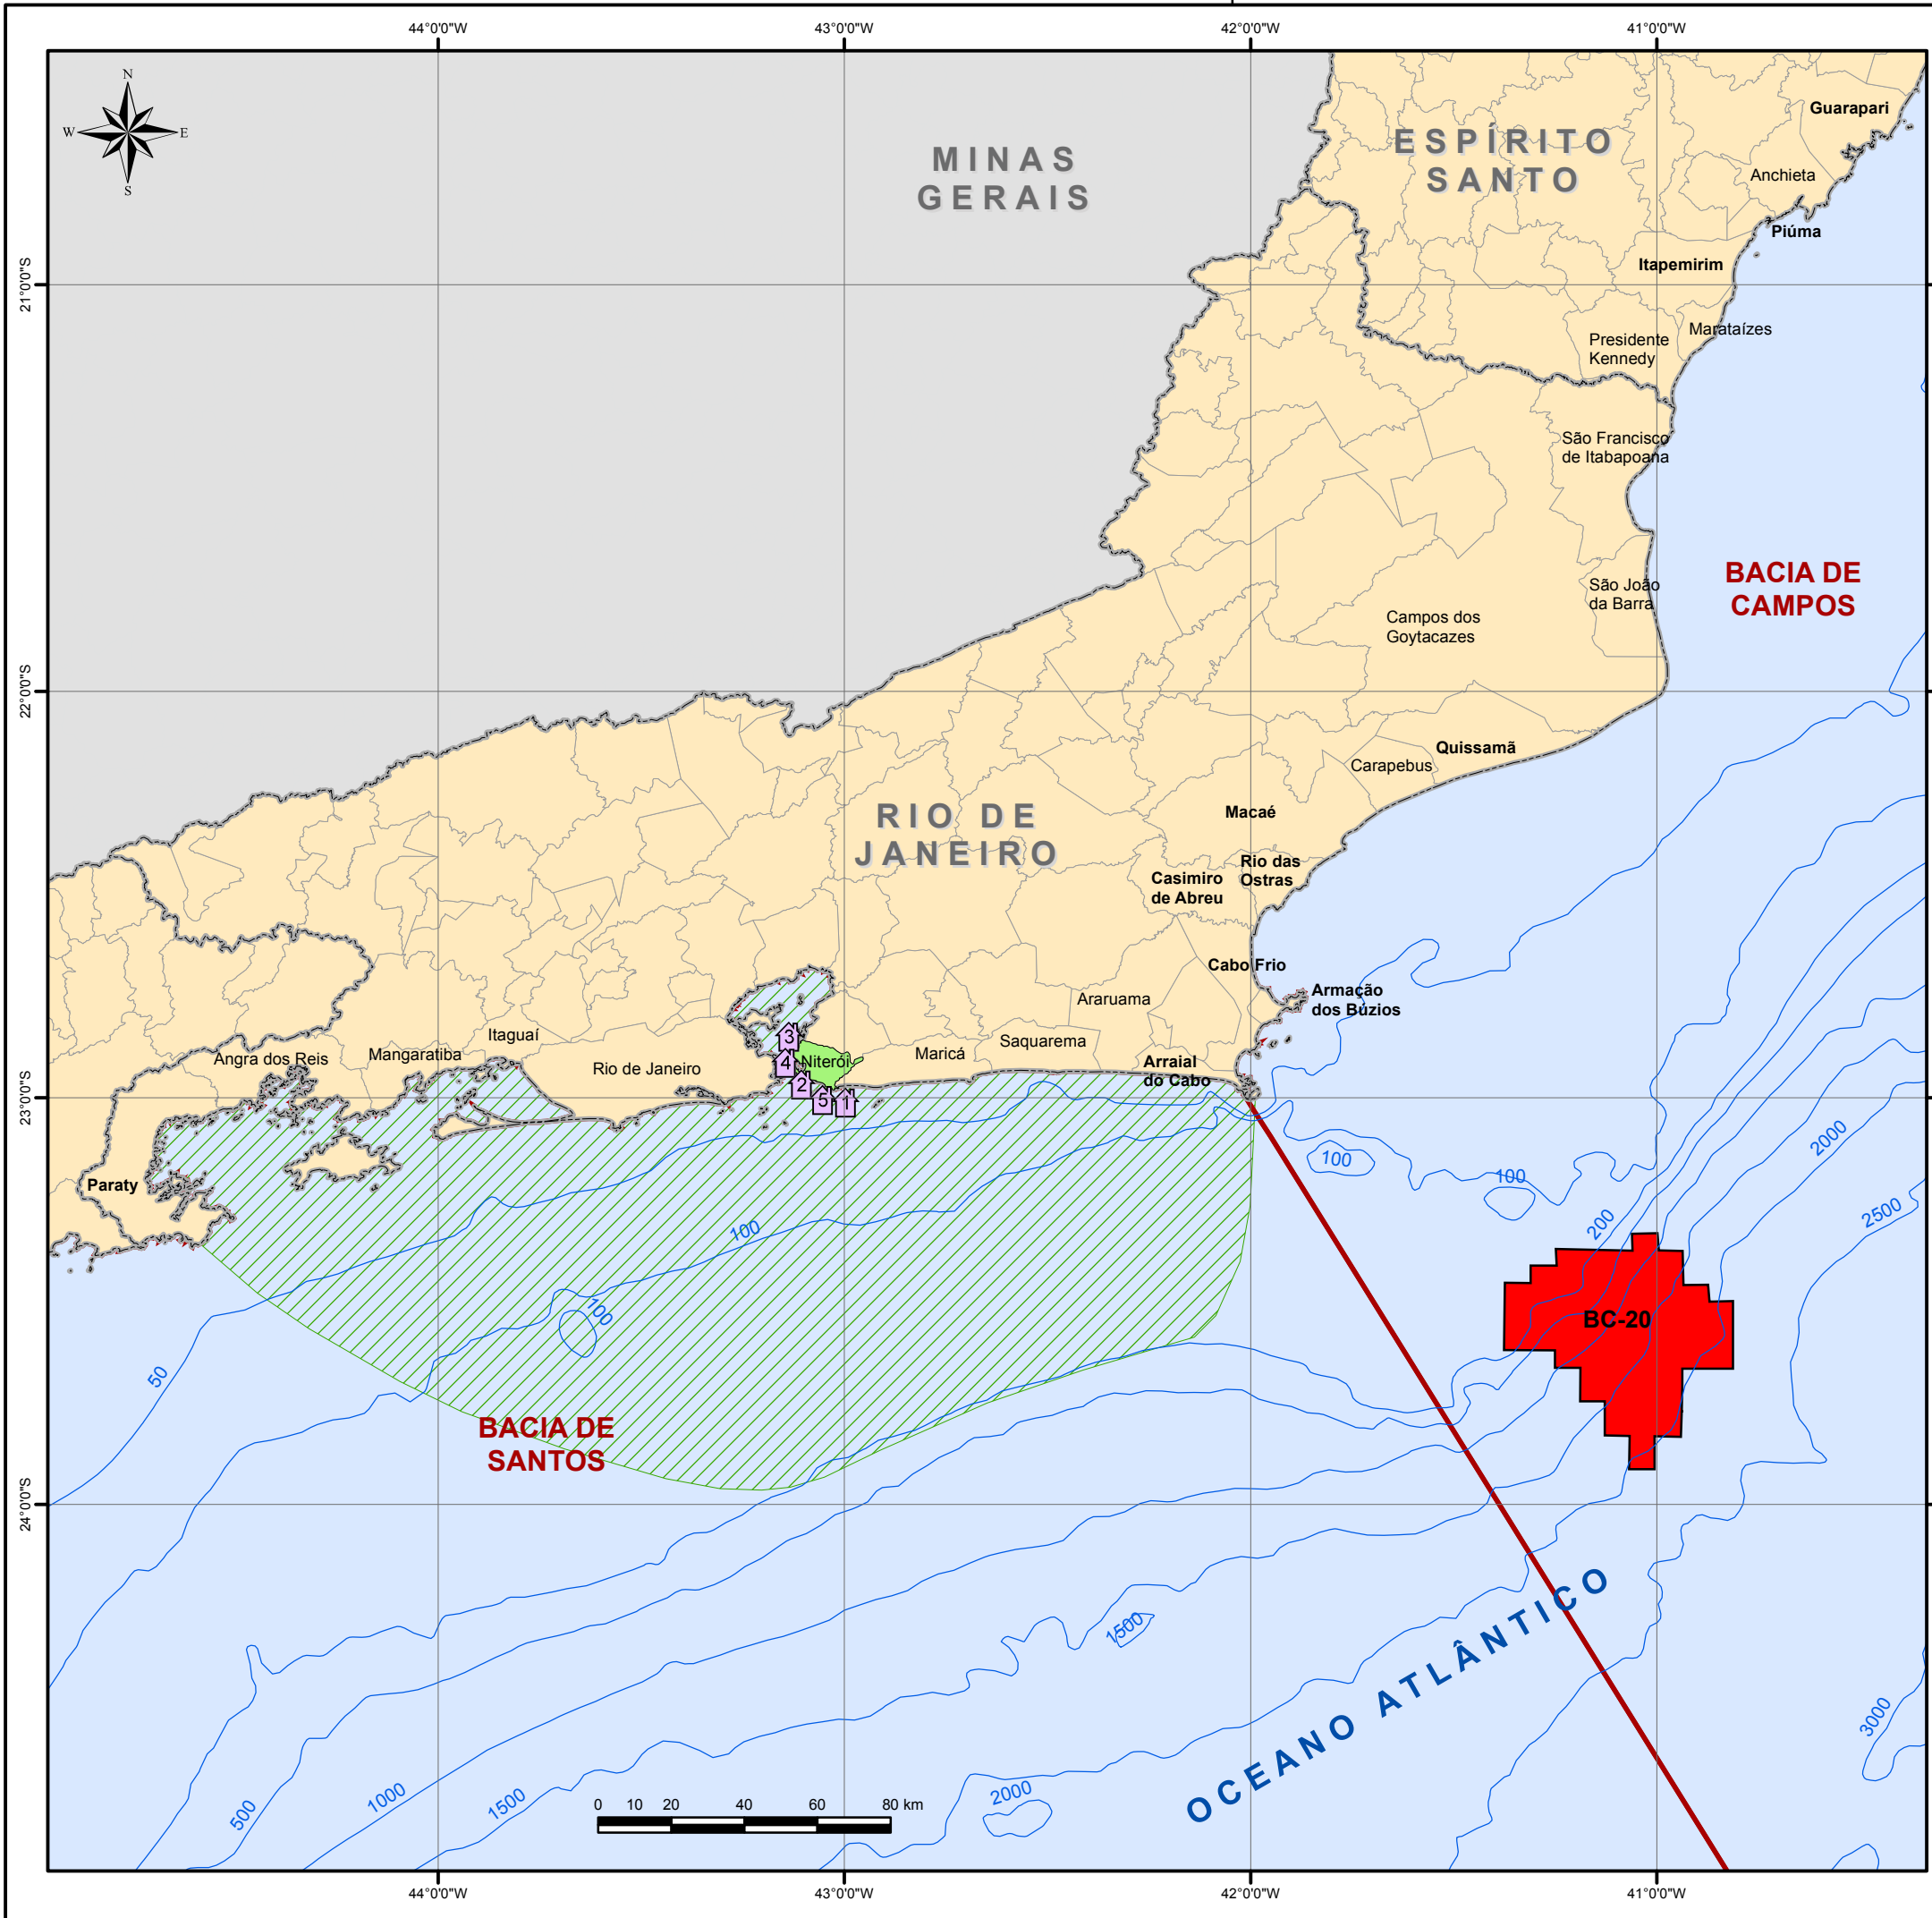 44°0'0"W
43°0'0"W
42°0'0"W
41°0'0"W
N
W
E
S
MINAS
GERAIS
ESPÍRITO
SANTO
Guarapari
Anchieta
Piúma
Itapemirim
21°0'0"S
Marataízes
Presidente
Kennedy
São Francisco
de Itabapoana
BACIA DE
CAMPOS
São João
da Barra
Campos dos
Goytacazes
22°0'0"S
Quissamã
Carapebus
Macaé
RIO DE
JANEIRO
Rio das
Ostras
Casimiro
de Abreu
Cabo Frio
Armação
dos Búzios
Araruama
Saquarema
Maricá
Arraial
do Cabo
Itaguaí
Mangaratiba
Angra dos Reis
Rio de Janeiro
3
4
Niterói
2
5
1
23°0'0"S
Paraty
100
100
2000
2500
200
100
100
50
BC-20
BACIA DE
SANTOS
24°0'0"S
OCEANO ATLÂNTICO
1500
3000
500
1000
1500
2000
0 10 20 40 60 80 km
44°0'0"W
43°0'0"W
42°0'0"W
41°0'0"W